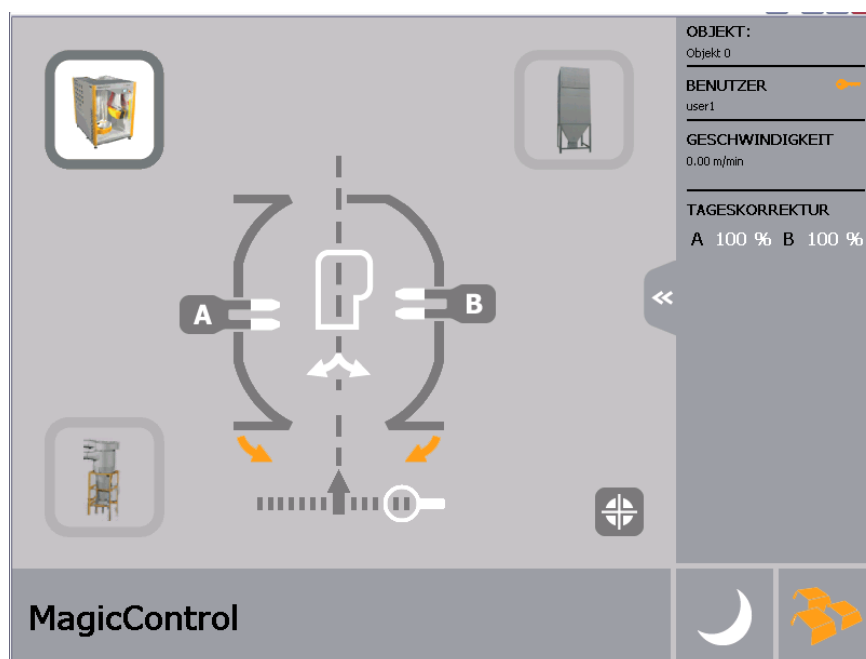 OBJEKT:
Objekt 0
BENUTZER
user1
GESCHWINDIGKEIT
0.00 m/min
TAGESKORREKTUR
A 100 % B 100 %
A
B
MagicControl